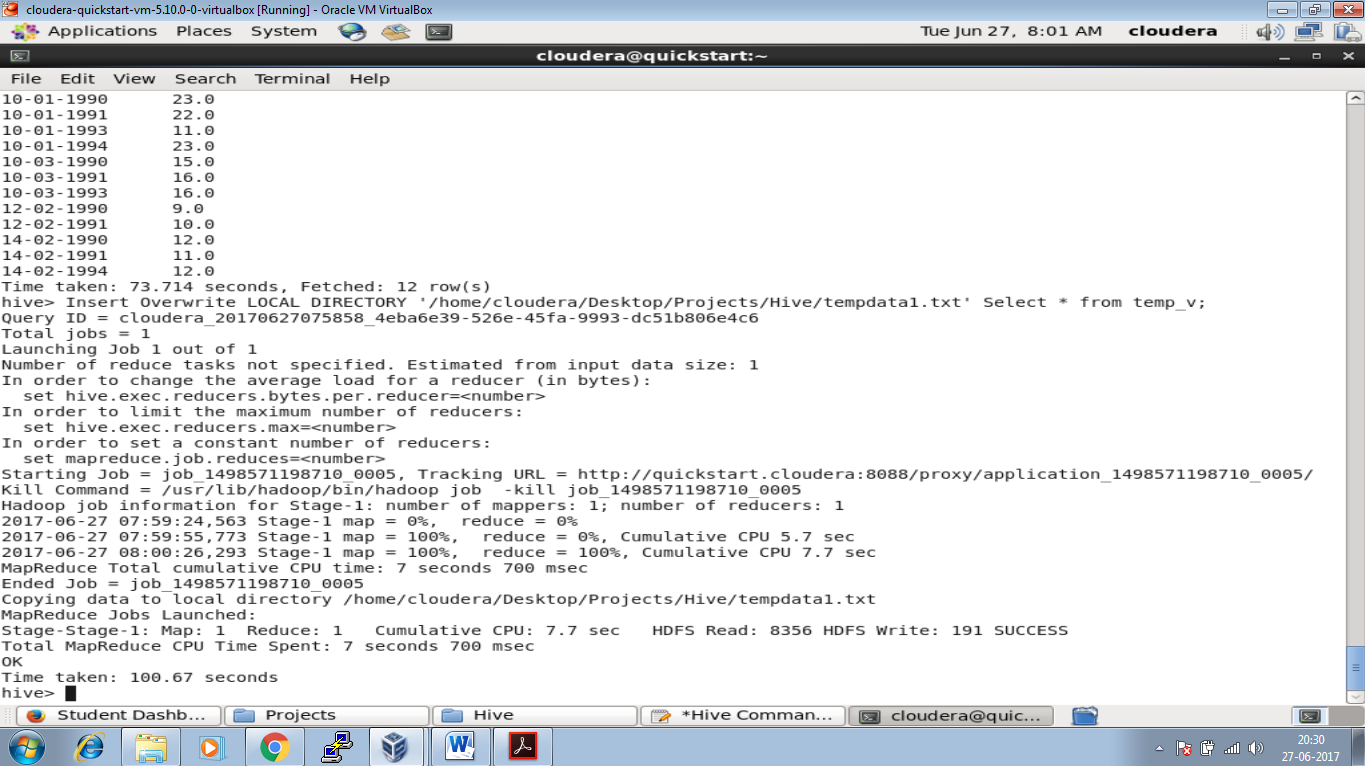 cloudera-quickstart-vm-5.10.0-0-virtualbox [Running] - Oracle VM VirtualBox
Applications Places System Tue Jun 27, 8:01 AM cloudera
cloudera@quickstart:~
File Edit View Search Terminal Help
10-01-1990 23.0
10-01-1991 22.0
10-01-1993 11.0
10-01-1994 23.0
10-03-1990 15.0
10-03-1991 16.0
10-03-1993 16.0
12-02-1990 9.0
12-02-1991 10.0
14-02-1990 12.0
14-02-1991 11.0
14-02-1994 12.0
Time taken: 73.714 seconds, Fetched: 12 row(s)
hive> Insert Overwrite LOCAL DIRECTORY '/home/cloudera/Desktop/Projects/Hive/tempdata1.txt' Select * from temp_v;
Query ID = cloudera_20170627075858_4eba6e39-526e-45fa-9993-dc51b806e4c6
Total jobs = 1
Launching Job 1 out of 1
Number of reduce tasks not specified. Estimated from input data size: 1
In order to change the average load for a reducer (in bytes):
  set hive.exec.reducers.bytes.per.reducer=<number>
In order to limit the maximum number of reducers:
  set hive.exec.reducers.max=<number>
In order to set a constant number of reducers:
  set mapreduce.job.reduces=<number>
Starting Job = job_1498571198710_0005, Tracking URL = http://quickstart.cloudera:8088/proxy/application_1498571198710_0005/
Kill Command = /usr/lib/hadoop/bin/hadoop job  -kill job_1498571198710_0005
Hadoop job information for Stage-1: number of mappers: 1; number of reducers: 1
2017-06-27 07:59:24,563 Stage-1 map = 0%,  reduce = 0%
2017-06-27 07:59:55,773 Stage-1 map = 100%,  reduce = 0%, Cumulative CPU 5.7 sec
2017-06-27 08:00:26,293 Stage-1 map = 100%,  reduce = 100%, Cumulative CPU 7.7 sec
MapReduce Total cumulative CPU time: 7 seconds 700 msec
Ended Job = job_1498571198710_0005
Copying data to local directory /home/cloudera/Desktop/Projects/Hive/tempdata1.txt
MapReduce Jobs Launched:
Stage-Stage-1: Map: 1  Reduce: 1   Cumulative CPU: 7.7 sec   HDFS Read: 8356 HDFS Write: 191 SUCCESS
Total MapReduce CPU Time Spent: 7 seconds 700 msec
OK
Time taken: 100.67 seconds
hive>
Student Dashb... Projects Hive *Hive Comman... cloudera@quic...
20:30
27-06-2017